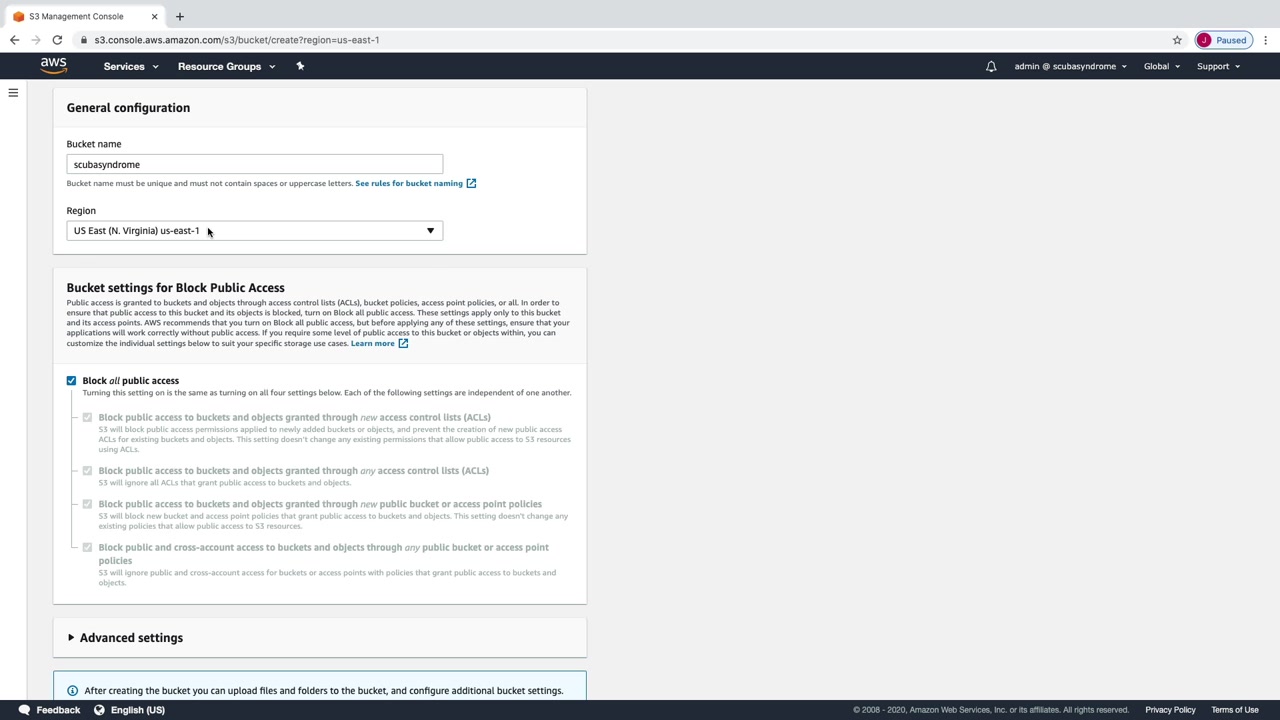 S3 Management Console
s3.console.aws.amazon.com/s3/bucket/create?region=us-east-1
J Paused
aws Services Resource Groups admin @ scubasyndrome Global Support
General configuration
Bucket name
scubasyndrome
Bucket name must be unique and must not contain spaces or uppercase letters. See rules for bucket naming
Region
US East (N. Virginia) us-east-1
Bucket settings for Block Public Access
Public access is granted to buckets and objects through access control lists (ACLs), bucket policies, access point policies, or all. In order to
ensure that public access to this bucket and its objects is blocked, turn on Block all public access. These settings apply only to this bucket
and its access points. AWS recommends that you turn on Block all public access, but before applying any of these settings, ensure that your
applications will work correctly without public access. If you require some level of public access to this bucket or objects within, you can
customize the individual settings below to suit your specific storage use cases. Learn more
Block all public access
Turning this setting on is the same as turning on all four settings below. Each of the following settings are independent of one another.
Block public access to buckets and objects granted through new access control lists (ACLs)
S3 will block public access permissions applied to newly added buckets or objects, and prevent the creation of new public access
ACLs for existing buckets and objects. This setting doesn't change any existing permissions that allow public access to S3 resources
using ACLs.
Block public access to buckets and objects granted through any access control lists (ACLs)
S3 will ignore all ACLs that grant public access to buckets and objects.
Block public access to buckets and objects granted through new public bucket or access point policies
S3 will block new bucket and access point policies that grant public access to buckets and objects. This setting doesn't change any
existing policies that allow public access to S3 resources.
Block public and cross-account access to buckets and objects through any public bucket or access point
policies
S3 will ignore public and cross-account access for buckets or access points with policies that grant public access to buckets and
objects.
Advanced settings
After creating the bucket you can upload files and folders to the bucket, and configure additional bucket settings.
Feedback English (US) © 2008 - 2020, Amazon Web Services, Inc. or its affiliates. All rights reserved. Privacy Policy Terms of Use